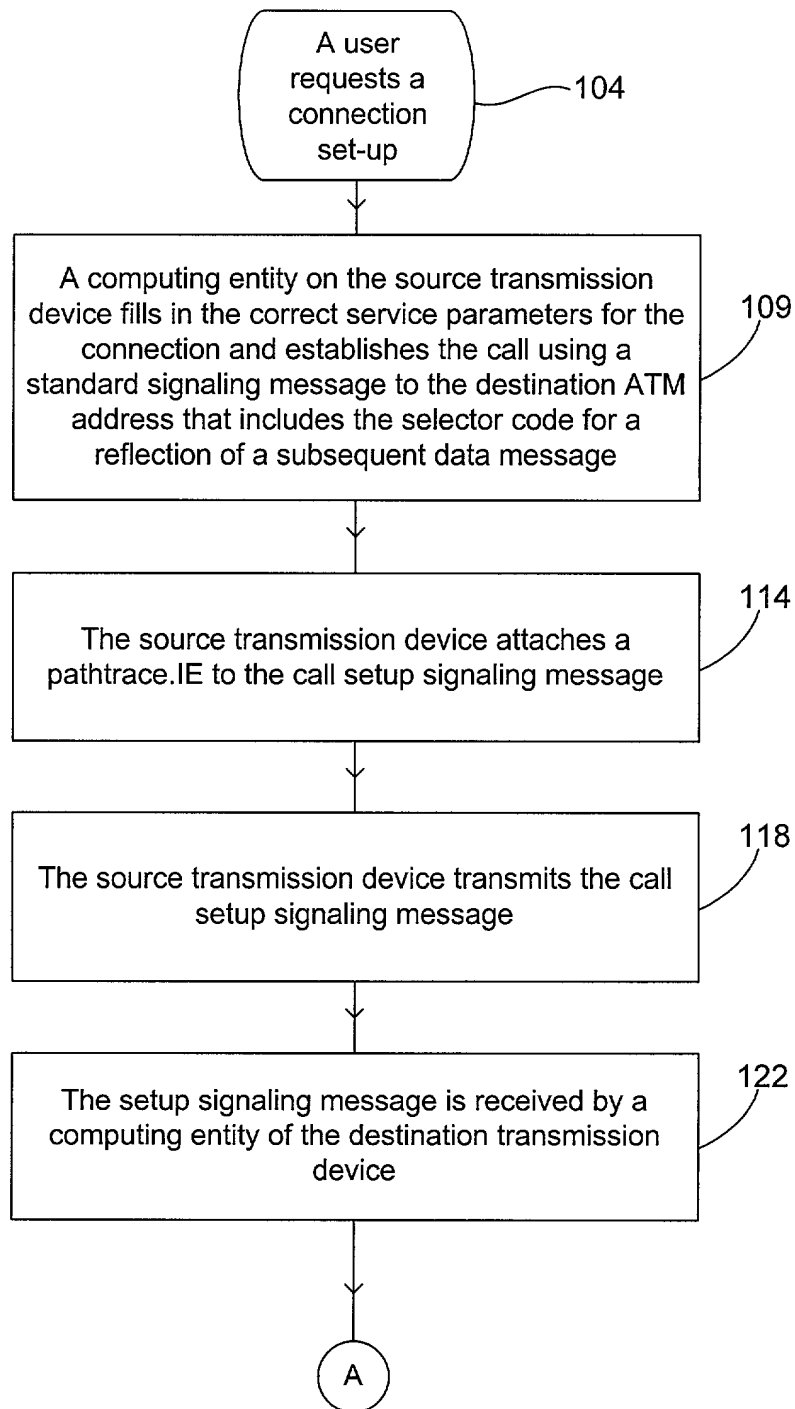 A user
requests a
connection
set-up
104
A computing entity on the source transmission
device fills in the correct service parameters for the
connection and establishes the call using a
standard signaling message to the destination ATM
address that includes the selector code for a
reflection of a subsequent data message
109
The source transmission device attaches a
pathtrace.IE to the call setup signaling message
114
The source transmission device transmits the call
setup signaling message
118
The setup signaling message is received by a
computing entity of the destination transmission
device
122
A